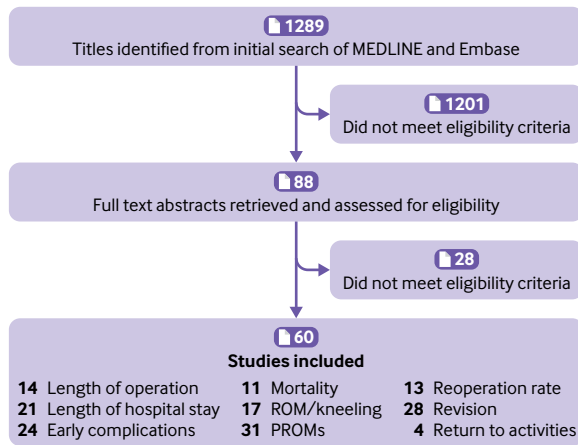 1289
Titles identified from initial search of MEDLINE and Embase
1201
Did not meet eligibility criteria
88
Full text abstracts retrieved and assessed for eligibility
28
Did not meet eligibility criteria
60
Studies included
14 Length of operation 11 Mortality 13 Reoperation rate
21 Length of hospital stay 17 ROM/kneeling 28 Revision
24 Early complications 31 PROMs 4 Return to activities